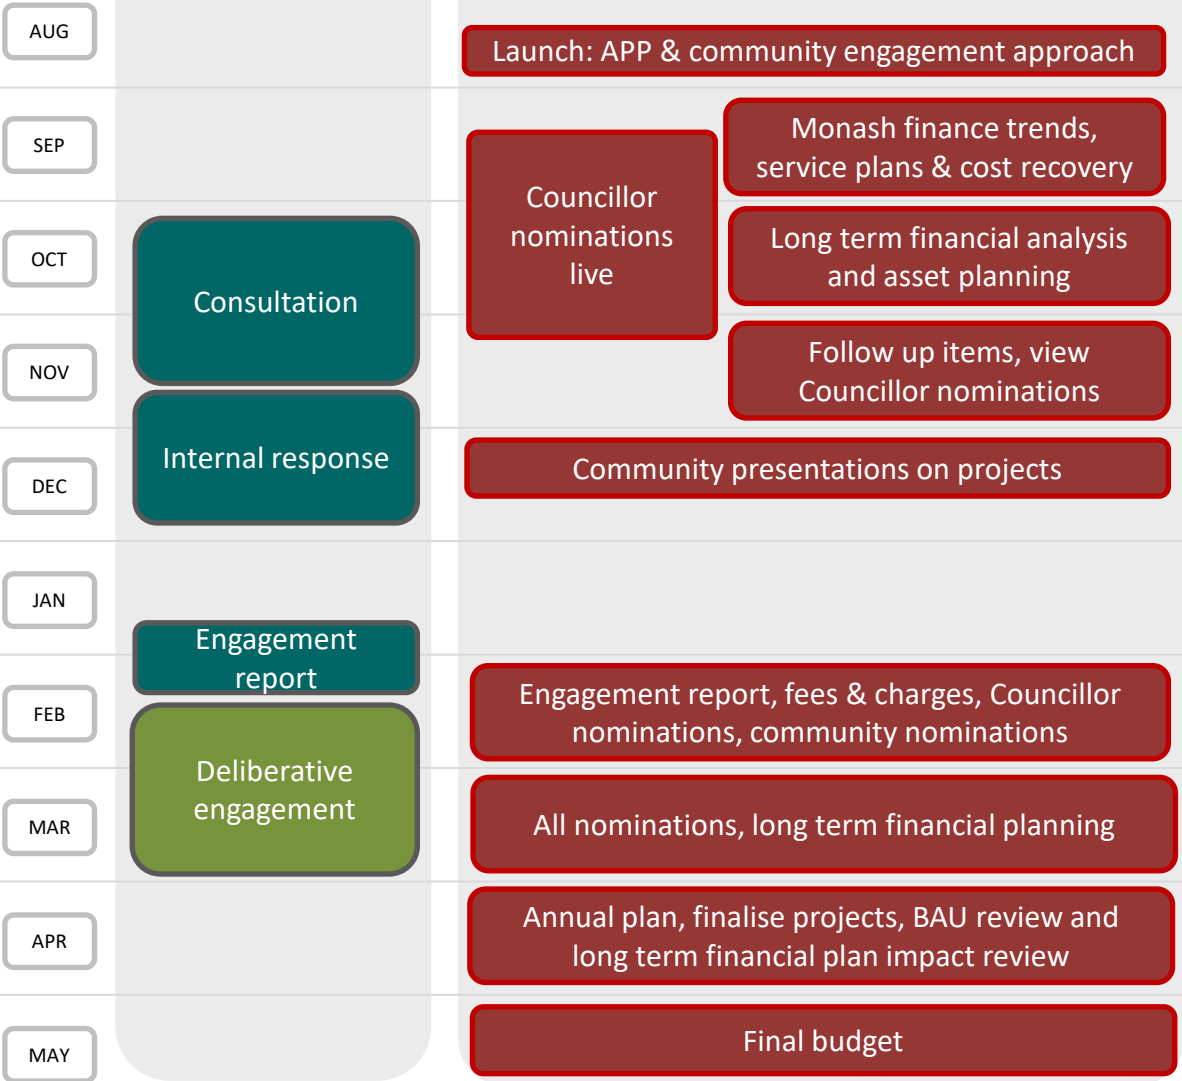 AUG
Launch: APP & community engagement approach
SEP
Councillor
nominations
live
Monash finance trends,
service plans & cost recovery
OCT
Consultation
Long term financial analysis
and asset planning
NOV
Follow up items, view
Councillor nominations
Internal response
DEC
Community presentations on projects
JAN
Engagement
report
FEB
Engagement report, fees & charges, Councillor
nominations, community nominations
Deliberative
engagement
MAR
All nominations, long term financial planning
APR
Annual plan, finalise projects, BAU review and
long term financial plan impact review
MAY
Final budget